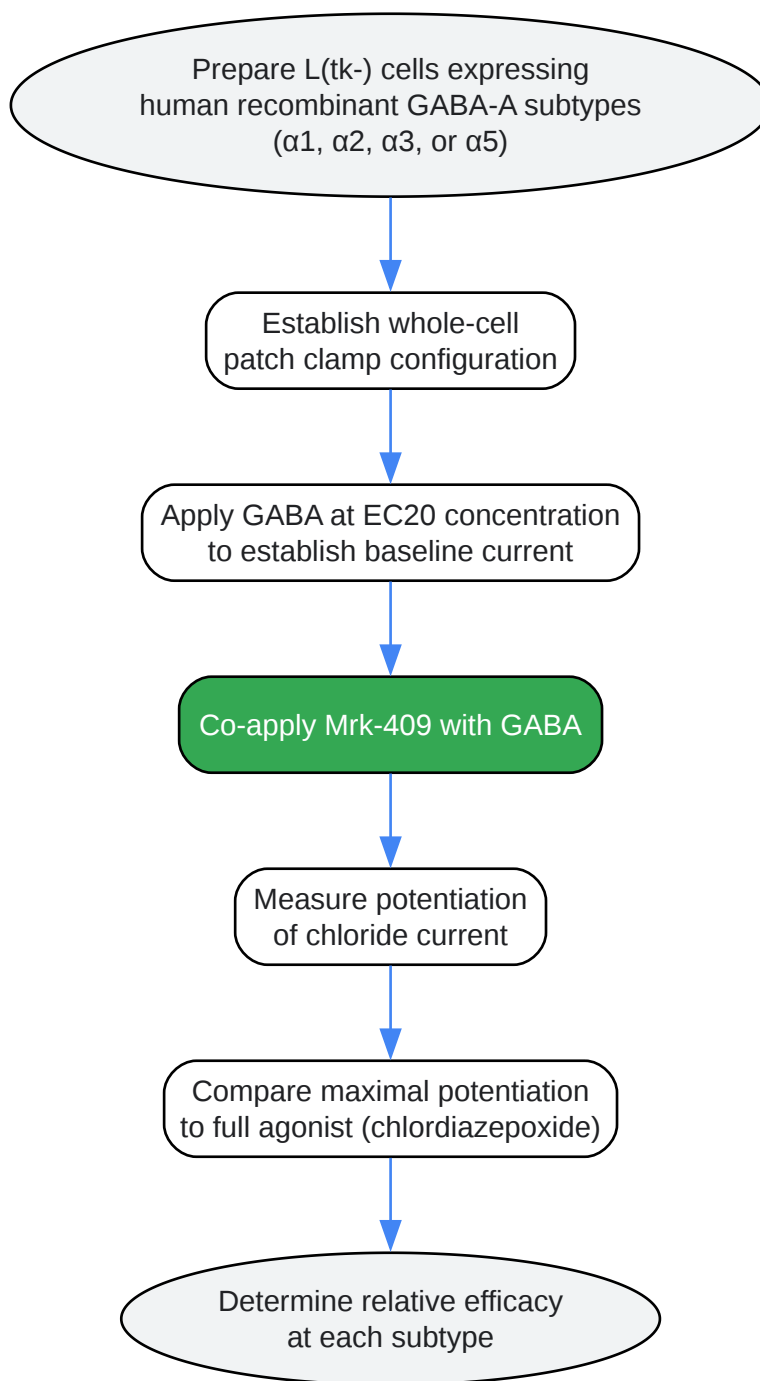 Prepare L(tk-) cells expressing
human recombinant GABA-A subtypes
(α1, α2, α3, or α5)
Establish whole-cell
patch clamp configuration
Apply GABA at EC20 concentration
to establish baseline current
Co-apply Mrk-409 with GABA
Measure potentiation
of chloride current
Compare maximal potentiation
to full agonist (chlordiazepoxide)
Determine relative efficacy
at each subtype